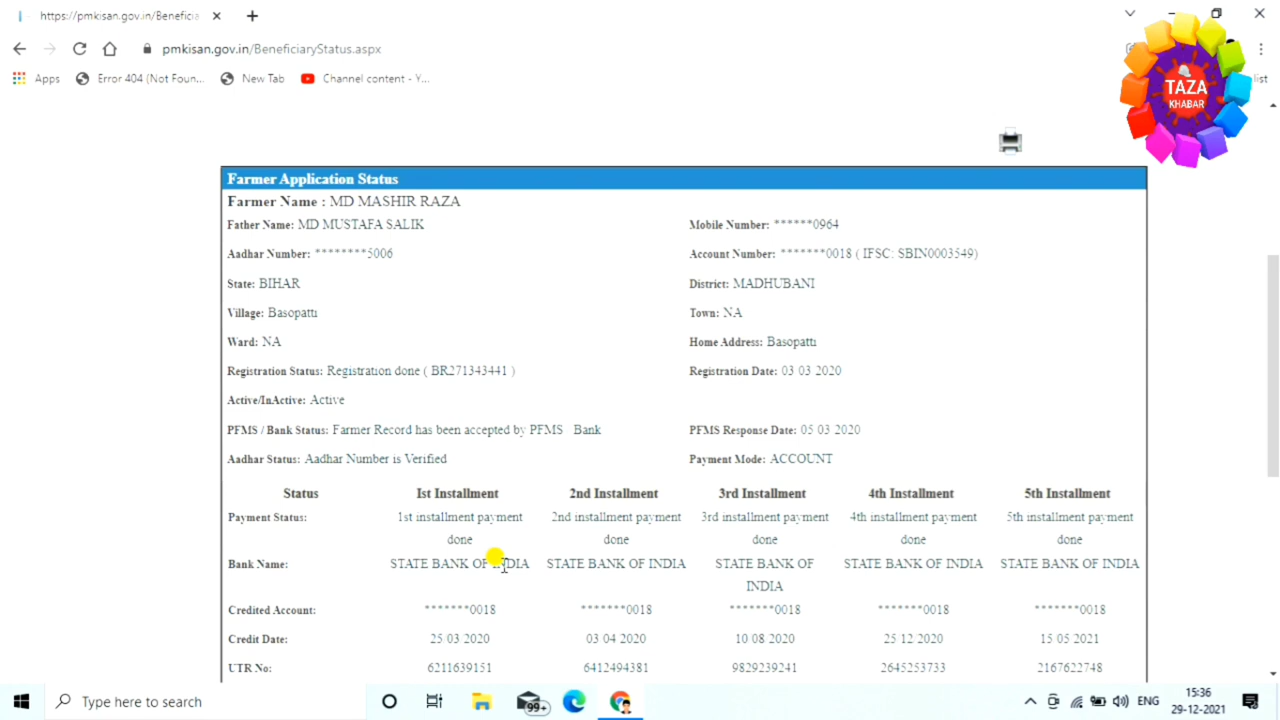 https://pmkisan.gov.in/Beneficia
pmkisan.gov.in/BeneficiaryStatus.aspx
Apps Error 404 (Not Foun... New Tab Channel content - Y... list
TAZA
KHABAR
Farmer Application Status
Farmer Name : MD MASHIR RAZA
Father Name: MD MUSTAFA SALIK Mobile Number: ******0964
Aadhar Number: ********5006 Account Number: *******0018 ( IFSC: SBIN0003549)
State: BIHAR District: MADHUBANI
Village: Basopatti Town: NA
Ward: NA Home Address: Basopatti
Registration Status: Registration done ( BR271343441 ) Registration Date: 03 03 2020
Active/InActive: Active
PFMS / Bank Status: Farmer Record has been accepted by PFMS Bank PFMS Response Date: 05 03 2020
Aadhar Status: Aadhar Number is Verified Payment Mode: ACCOUNT
Status Ist Installment 2nd Installment 3rd Installment 4th Installment 5th Installment
Payment Status: 1st installment payment 2nd installment payment 3rd installment payment 4th installment payment 5th installment payment
done done done done done
Bank Name: STATE BANK OF INDIA STATE BANK OF INDIA STATE BANK OF STATE BANK OF INDIA STATE BANK OF INDIA
INDIA
Credited Account: *******0018 *******0018 *******0018 *******0018 *******0018
Credit Date: 25 03 2020 03 04 2020 10 08 2020 25 12 2020 15 05 2021
UTR No: 6211639151 6412494381 9829239241 2645253733 2167622748
Type here to search 99+ ENG 15:36
29-12-2021